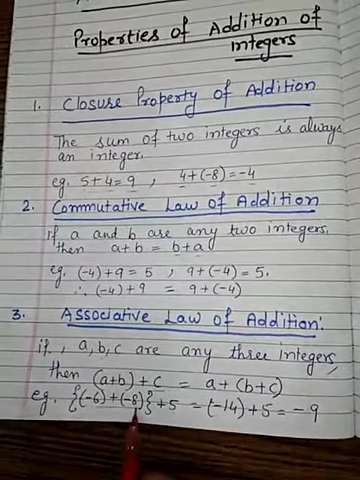 Properties of Addition of
Integers
1. Closure Property of Addition
The sum of two integers is always
an integer.
eg. 5+4=9 , 4+(-8)=-4
2. Commutative Law of Addition
if a and b are any two integers,
then a+b = b+a
eg. (-4)+9 = 5 , 9+(-4) = 5.
∴ (-4)+9 = 9+(-4)
3. Associative Law of Addition:
if, a,b,c are any three integers,
then (a+b)+c = a+(b+c)
eg. {(-6)+(-8)}+5 = (-14)+5 = -9